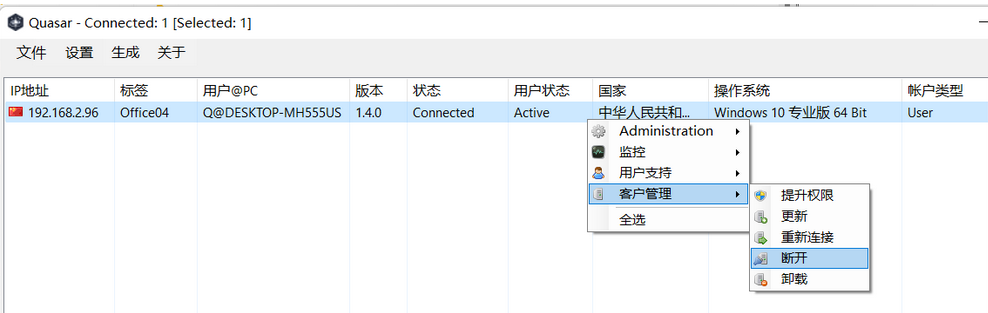 Quasar - Connected: 1 [Selected: 1]
文件 设置 生成 关于
IP地址 标签 用户@PC 版本 状态 用户状态 国家 操作系统 帐户类型
192.168.2.96 Office04 Q@DESKTOP-MH555US 1.4.0 Connected Active 中华人民共和... Windows 10 专业版 64 Bit User
Administration
监控
用户支持
客户管理
全选
提升权限
更新
重新连接
断开
卸载